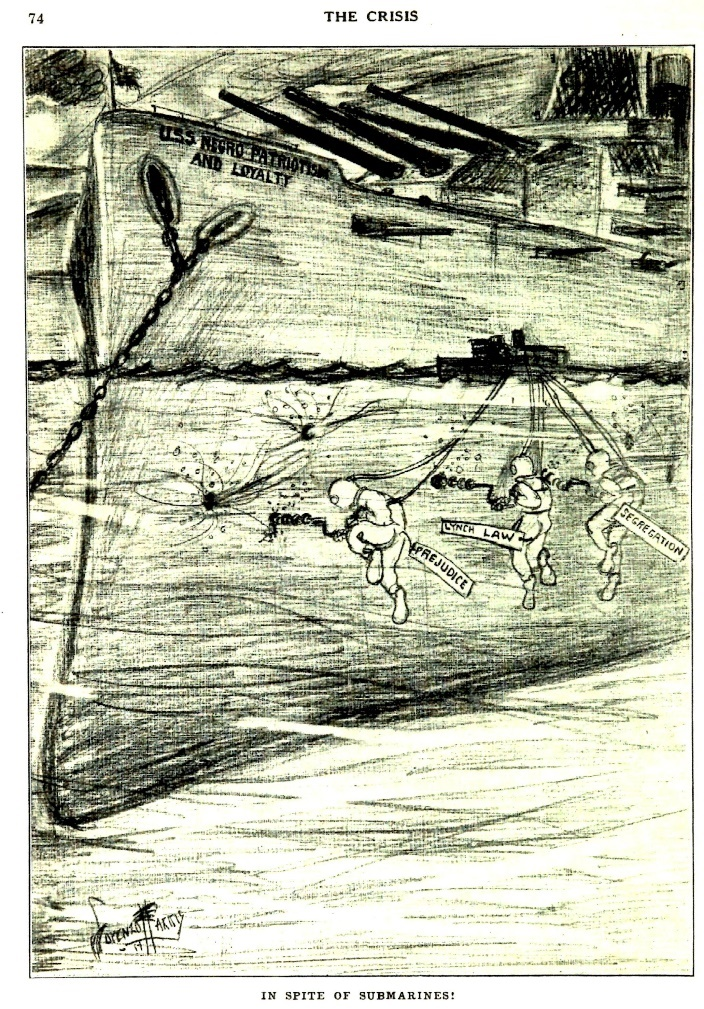 74
THE CRISIS
U.S.S. NEGRO PATRIOTISM
AND LOYALTY
PREJUDICE
LYNCH LAW
SEGREGATION
IN SPITE OF SUBMARINES!